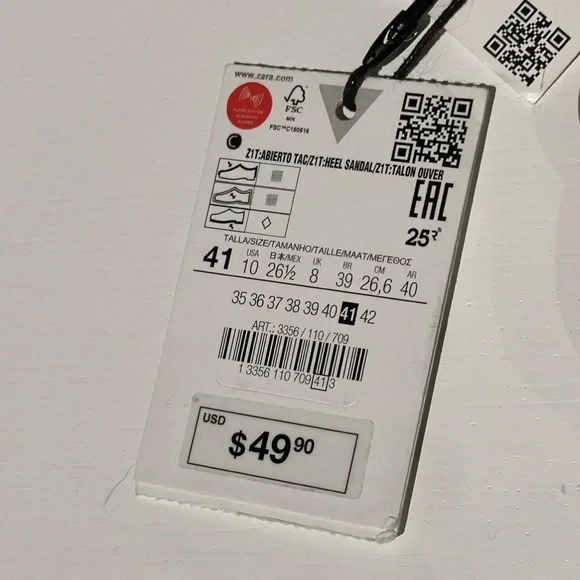 www.zara.com
FSC
MIX
FSC™C160816
C
Z1T:ABIERTO TAC/Z1T:HEEL SANDAL/Z1T:TALON OUVER
EAC
25
TALLA/SIZE/TAMANHO/TAILLE/MAAT/ΜΕΓΕΘΟΣ
41 USA 10 日本/MEX 26½ UK 8 BR 39 CM 26,6 AR 40
35 36 37 38 39 40 41 42
ART.: 3356 / 110 / 709
1 3356 110 709 41 3
USD
$49 90